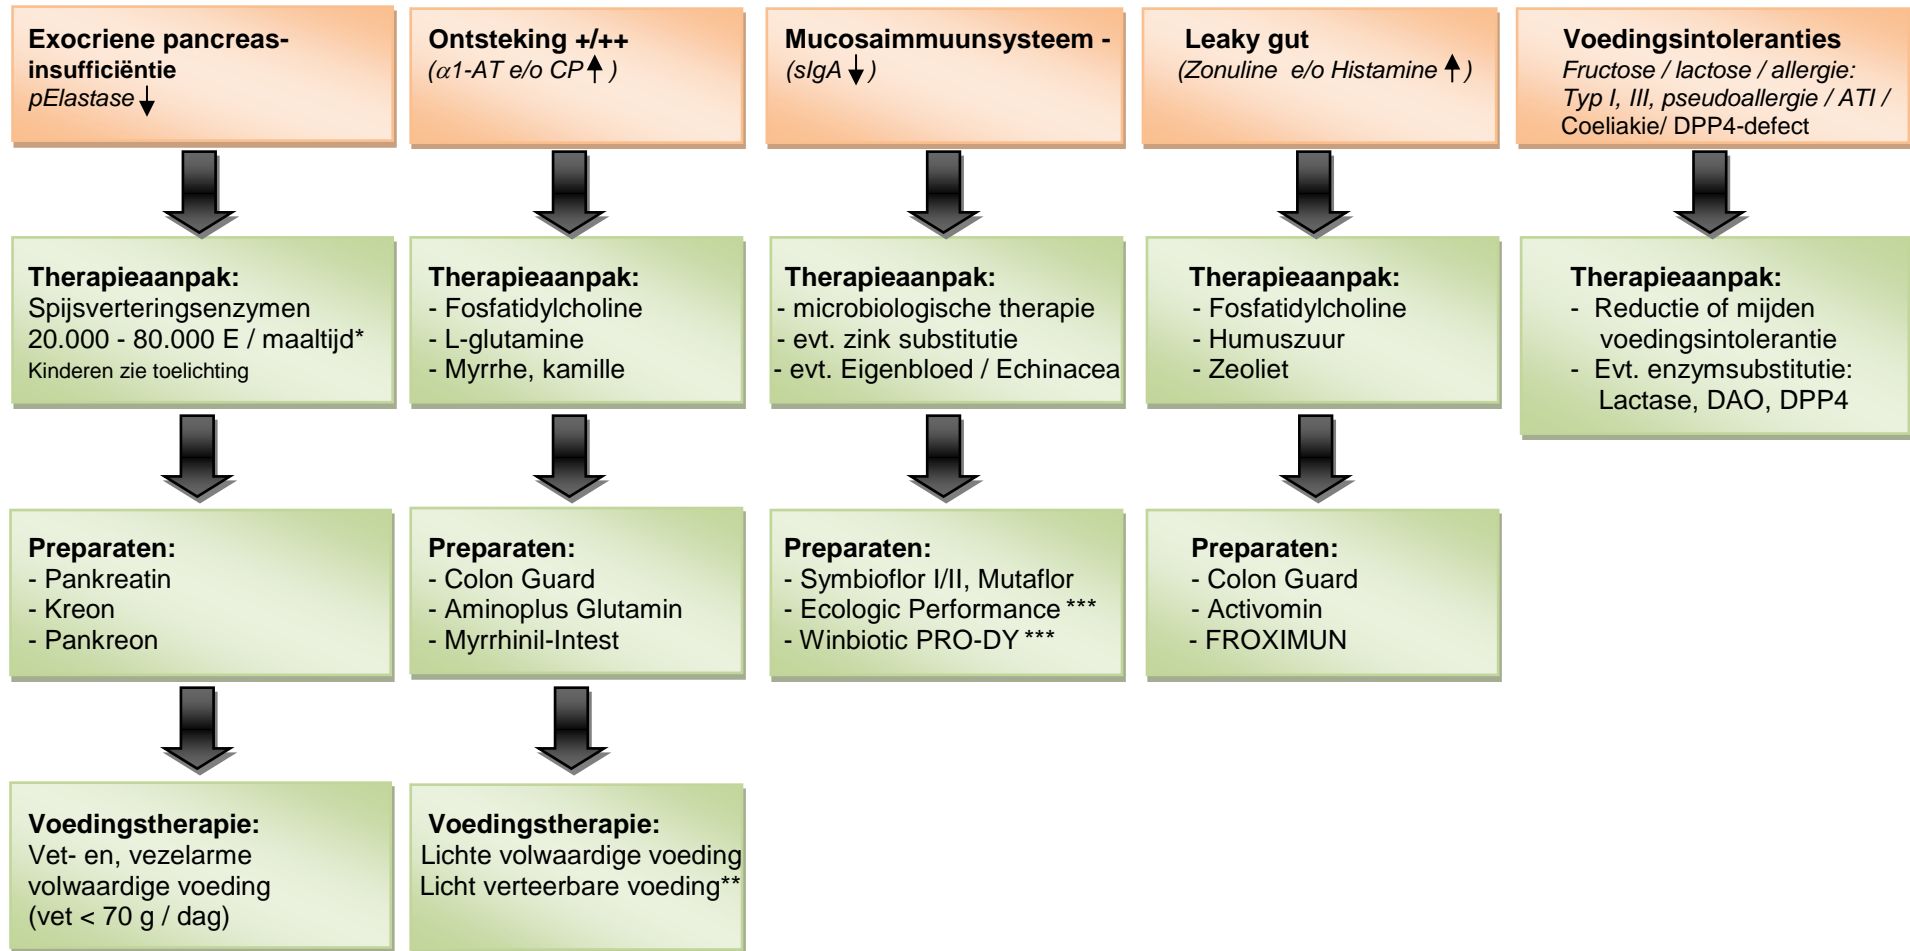 Exocriene pancreas-
insufficiëntie
pElastase ↓
Ontsteking +/++
(α1-AT e/o CP ↑ )
Mucosaimmuunsysteem -
(sIgA ↓ )
Leaky gut
(Zonuline e/o Histamine ↑ )
Voedingsintoleranties
Fructose / lactose / allergie:
Typ I, III, pseudoallergie / ATI /
Coeliakie/ DPP4-defect
Therapieaanpak:
Spijsverteringsenzymen
20.000 - 80.000 E / maaltijd*
Kinderen zie toelichting
Therapieaanpak:
- Fosfatidylcholine
- L-glutamine
- Myrrhe, kamille
Therapieaanpak:
- microbiologische therapie
- evt. zink substitutie
- evt. Eigenbloed / Echinacea
Therapieaanpak:
- Fosfatidylcholine
- Humuszuur
- Zeoliet
Therapieaanpak:
- Reductie of mijden
voedingsintolerantie
- Evt. enzymsubstitutie:
Lactase, DAO, DPP4
Preparaten:
- Pankreatin
- Kreon
- Pankreon
Preparaten:
- Colon Guard
- Aminoplus Glutamin
- Myrrhinil-Intest
Preparaten:
- Symbioflor I/II, Mutaflor
- Ecologic Performance ***
- Winbiotic PRO-DY ***
Preparaten:
- Colon Guard
- Activomin
- FROXIMUN
Voedingstherapie:
Vet- en, vezelarme
volwaardige voeding
(vet < 70 g / dag)
Voedingstherapie:
Lichte volwaardige voeding
Licht verteerbare voeding**